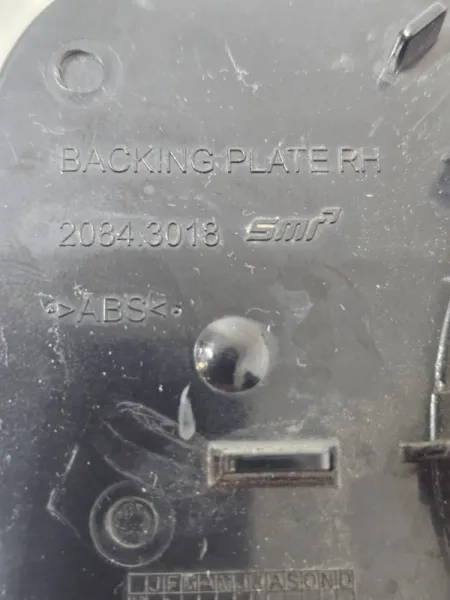 BACKING PLATE RH
2084.3018 smr
>ABS<
JFMAMJJASOND